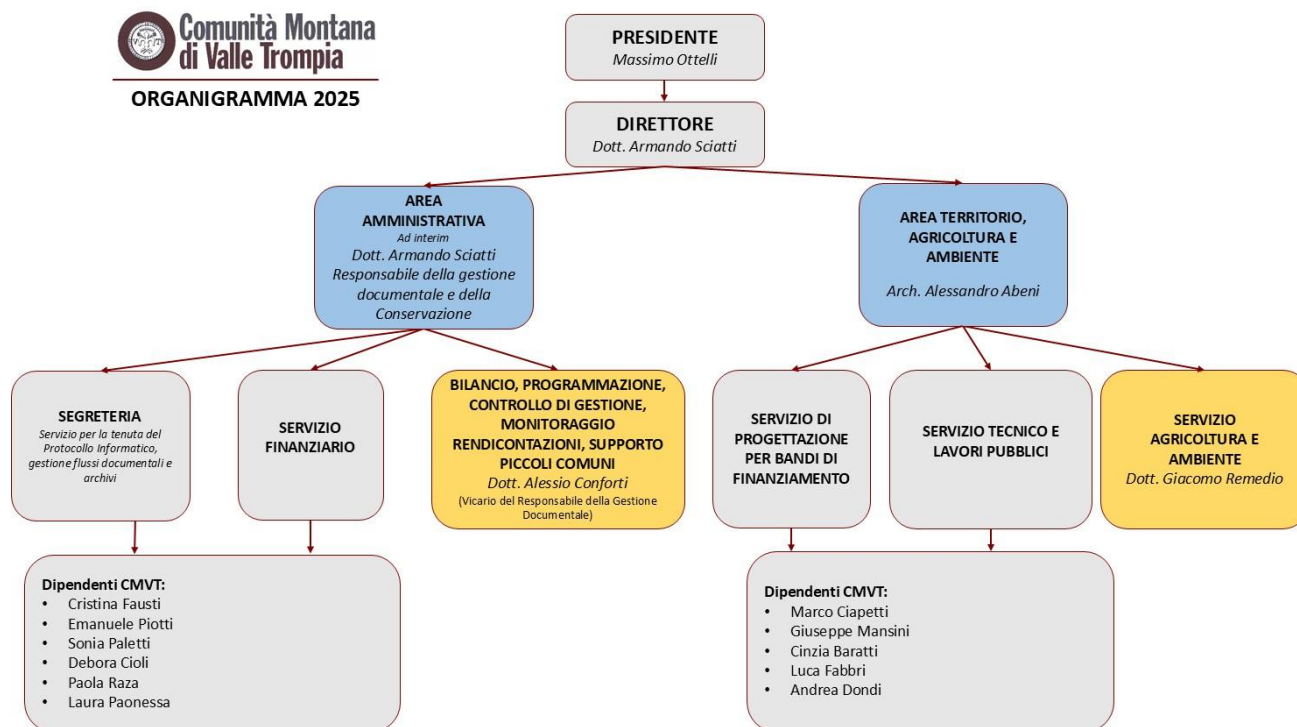 Comunità Montana
di Valle Trompia
ORGANIGRAMMA 2025
PRESIDENTE
Massimo Ottelli
DIRETTORE
Dott. Armando Sciatti
AREA
AMMINISTRATIVA
Ad interim
Dott. Armando Sciatti
Responsabile della gestione
documentale e della
Conservazione
AREA TERRITORIO,
AGRICOLTURA E
AMBIENTE
Arch. Alessandro Abeni
SEGRETERIA
Servizio per la tenuta del
Protocollo Informatico,
gestione flussi documentali e
archivi
SERVIZIO
FINANZIARIO
BILANCIO, PROGRAMMAZIONE,
CONTROLLO DI GESTIONE,
MONITORAGGIO
RENDICONTAZIONI, SUPPORTO
PICCOLI COMUNI
Dott. Alessio Conforti
(Vicario del Responsabile della Gestione
Documentale)
SERVIZIO DI
PROGETTAZIONE
PER BANDI DI
FINANZIAMENTO
SERVIZIO TECNICO E
LAVORI PUBBLICI
SERVIZIO
AGRICOLTURA E
AMBIENTE
Dott. Giacomo Remedio
Dipendenti CMVT:
• Cristina Fausti
• Emanuele Piotti
• Sonia Paletti
• Debora Cioli
• Paola Raza
• Laura Paonessa
Dipendenti CMVT:
• Marco Ciapetti
• Giuseppe Mansini
• Cinzia Baratti
• Luca Fabbri
• Andrea Dondi